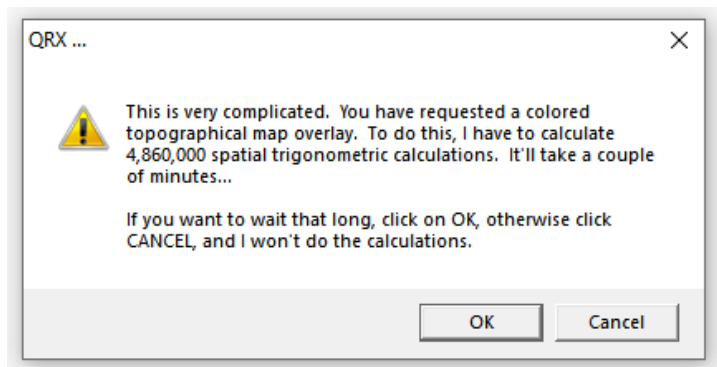 QRX ...
This is very complicated.  You have requested a colored
topographical map overlay.  To do this, I have to calculate
4,860,000 spatial trigonometric calculations.  It'll take a couple
of minutes...
If you want to wait that long, click on OK, otherwise click
CANCEL, and I won't do the calculations.
OK
Cancel